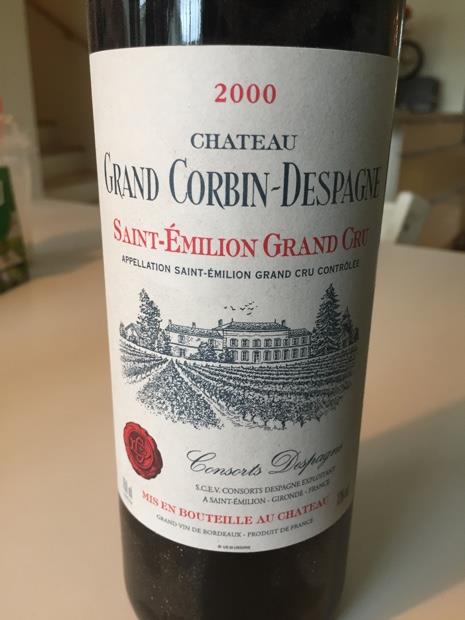 2000
CHATEAU
GRAND CORBIN-DESPAGNE
SAINT-ÉMILION GRAND CRU
APPELLATION SAINT-ÉMILION GRAND CRU CONTRÔLÉE
Consorts Despagne
S.C.E.V. CONSORTS DESPAGNE EXPLOITANT
A SAINT-ÉMILION - GIRONDE - FRANCE
MIS EN BOUTEILLE AU CHATEAU
GRAND VIN DE BORDEAUX - PRODUIT DE FRANCE